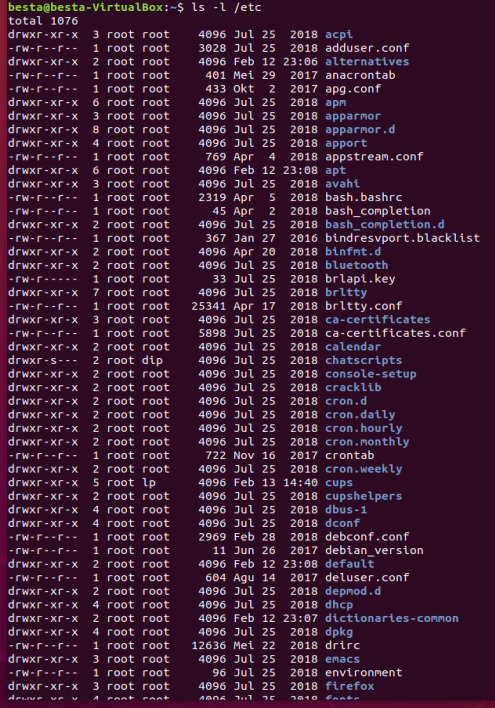 besta@besta-VirtualBox:~$ ls -l /etc
total 1076
drwxr-xr-x  3 root root    4096 Jul 25  2018 acpi
-rw-r--r--  1 root root    3028 Jul 25  2018 adduser.conf
drwxr-xr-x  2 root root    4096 Feb 12 23:06 alternatives
-rw-r--r--  1 root root     401 Mei 29  2017 anacrontab
-rw-r--r--  1 root root     433 Okt  2  2017 apg.conf
drwxr-xr-x  6 root root    4096 Jul 25  2018 apm
drwxr-xr-x  3 root root    4096 Jul 25  2018 apparmor
drwxr-xr-x  8 root root    4096 Jul 25  2018 apparmor.d
drwxr-xr-x  4 root root    4096 Jul 25  2018 apport
-rw-r--r--  1 root root     769 Apr  4  2018 appstream.conf
drwxr-xr-x  6 root root    4096 Feb 12 23:08 apt
drwxr-xr-x  3 root root    4096 Jul 25  2018 avahi
-rw-r--r--  1 root root    2319 Apr  5  2018 bash.bashrc
-rw-r--r--  1 root root      45 Apr  2  2018 bash_completion
drwxr-xr-x  2 root root    4096 Jul 25  2018 bash_completion.d
-rw-r--r--  1 root root     367 Jan 27  2016 bindresvport.blacklist
drwxr-xr-x  2 root root    4096 Apr 20  2018 binfmt.d
drwxr-xr-x  2 root root    4096 Jul 25  2018 bluetooth
-rw-r-----  1 root root      33 Jul 25  2018 brlapi.key
drwxr-xr-x  7 root root    4096 Jul 25  2018 brltty
-rw-r--r--  1 root root   25341 Apr 17  2018 brltty.conf
drwxr-xr-x  3 root root    4096 Jul 25  2018 ca-certificates
-rw-r--r--  1 root root    5898 Jul 25  2018 ca-certificates.conf
drwxr-xr-x  2 root root    4096 Jul 25  2018 calendar
drwxr-s---  2 root dip     4096 Jul 25  2018 chatscripts
drwxr-xr-x  2 root root    4096 Jul 25  2018 console-setup
drwxr-xr-x  2 root root    4096 Jul 25  2018 cracklib
drwxr-xr-x  2 root root    4096 Jul 25  2018 cron.d
drwxr-xr-x  2 root root    4096 Jul 25  2018 cron.daily
drwxr-xr-x  2 root root    4096 Jul 25  2018 cron.hourly
drwxr-xr-x  2 root root    4096 Jul 25  2018 cron.monthly
-rw-r--r--  1 root root     722 Nov 16  2017 crontab
drwxr-xr-x  2 root root    4096 Jul 25  2018 cron.weekly
drwxr-xr-x  5 root lp      4096 Feb 13 14:40 cups
drwxr-xr-x  2 root root    4096 Jul 25  2018 cupshelpers
drwxr-xr-x  4 root root    4096 Jul 25  2018 dbus-1
drwxr-xr-x  4 root root    4096 Jul 25  2018 dconf
-rw-r--r--  1 root root    2969 Feb 28  2018 debconf.conf
-rw-r--r--  1 root root      11 Jun 26  2017 debian_version
drwxr-xr-x  2 root root    4096 Feb 12 23:08 default
-rw-r--r--  1 root root     604 Agu 14  2017 deluser.conf
drwxr-xr-x  2 root root    4096 Jul 25  2018 depmod.d
drwxr-xr-x  4 root root    4096 Jul 25  2018 dhcp
drwxr-xr-x  2 root root    4096 Feb 12 23:07 dictionaries-common
drwxr-xr-x  4 root root    4096 Jul 25  2018 dpkg
-rw-r--r--  1 root root   12636 Mei 22  2018 drirc
drwxr-xr-x  3 root root    4096 Jul 25  2018 emacs
-rw-r--r--  1 root root      96 Jul 25  2018 environment
drwxr-xr-x  3 root root    4096 Jul 25  2018 firefox
drwxr-xr-x  4 root root    4096 Jul 25  2018 fonts